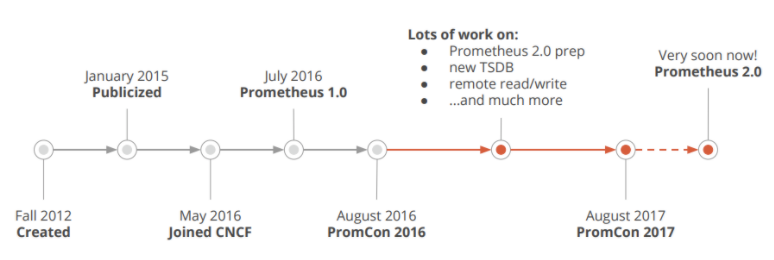 Lots of work on:
● Prometheus 2.0 prep
● new TSDB
● remote read/write
● ...and much more
Very soon now!
Prometheus 2.0
January 2015
Publicized
July 2016
Prometheus 1.0
Fall 2012
Created
May 2016
Joined CNCF
August 2016
PromCon 2016
August 2017
PromCon 2017